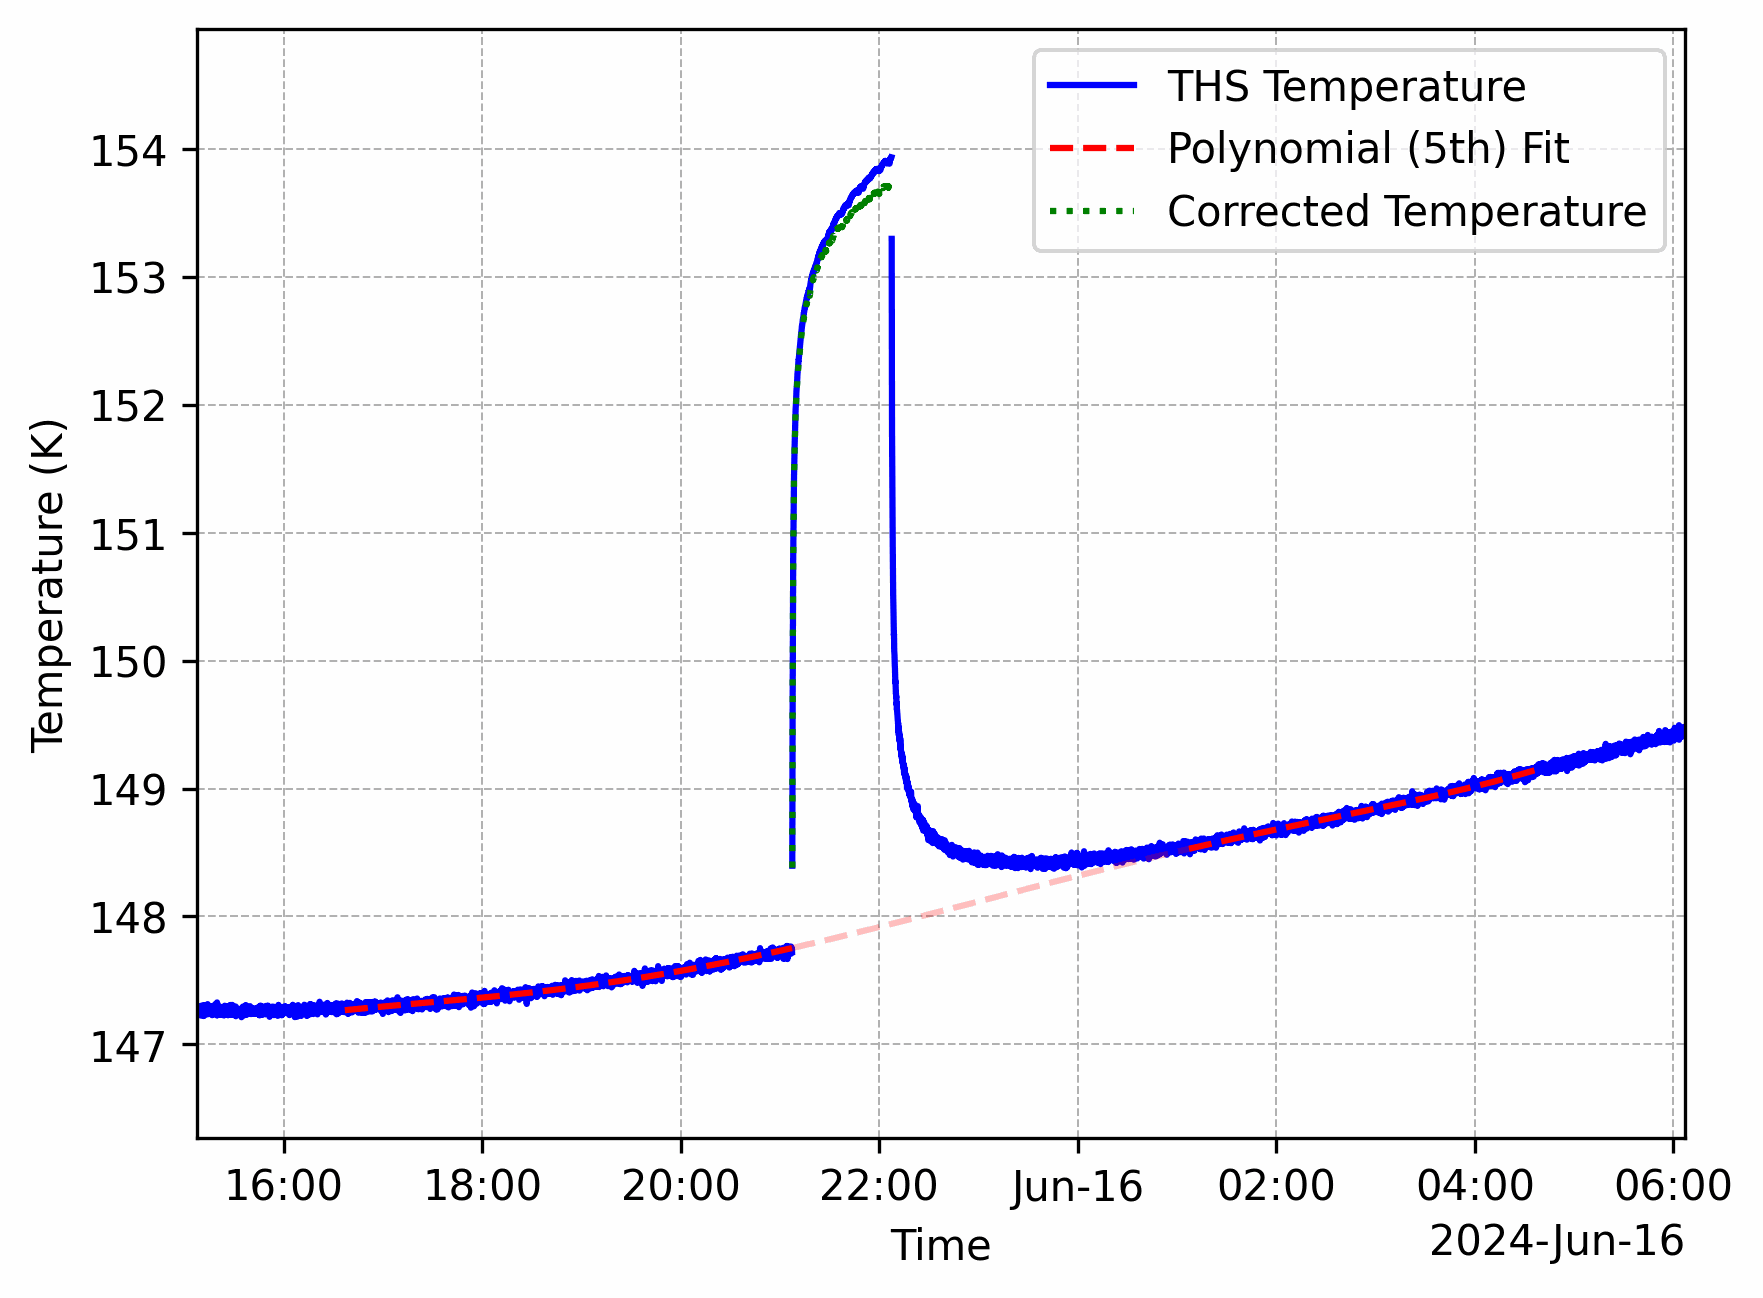 THS Temperature
Polynomial (5th) Fit
Corrected Temperature
154
153
152
151
150
149
148
147
Temperature (K)
16:00 18:00 20:00 22:00 Jun-16 02:00 04:00 06:00
Time
2024-Jun-16